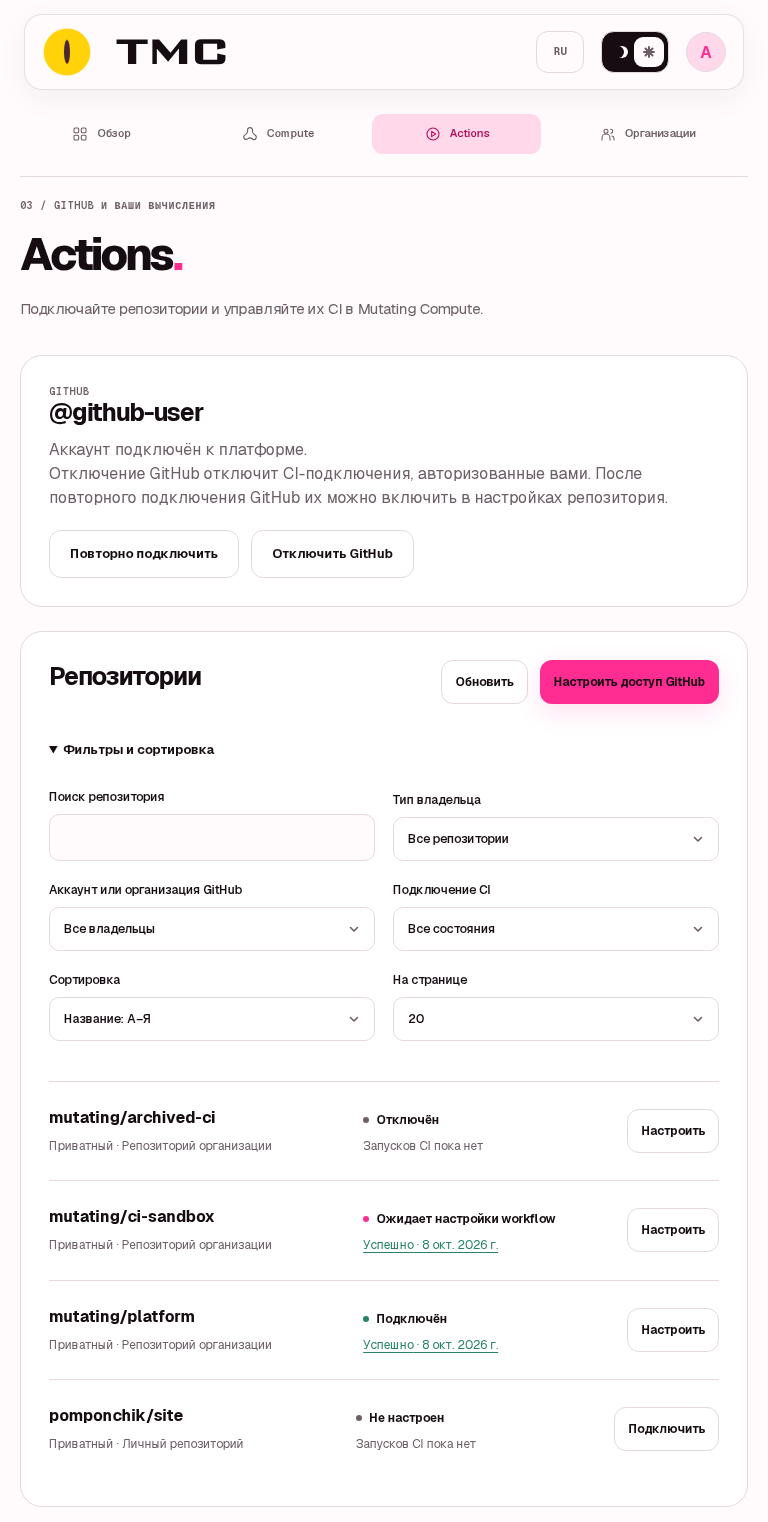 TMC
RU
A
Обзор
Compute
Actions
Организации
03 / GITHUB И ВАШИ ВЫЧИСЛЕНИЯ
Actions.
Подключайте репозитории и управляйте их CI в Mutating Compute.
GITHUB
@github-user
Аккаунт подключён к платформе.
Отключение GitHub отключит CI-подключения, авторизованные вами. После
повторного подключения GitHub их можно включить в настройках репозитория.
Повторно подключить
Отключить GitHub
Репозитории
Обновить
Настроить доступ GitHub
Фильтры и сортировка
Поиск репозитория
Тип владельца
Все репозитории
Аккаунт или организация GitHub
Подключение CI
Все владельцы
Все состояния
Сортировка
На странице
Название: А–Я
20
mutating/archived-ci
Отключён
Настроить
Приватный · Репозиторий организации
Запусков CI пока нет
mutating/ci-sandbox
Ожидает настройки workflow
Настроить
Приватный · Репозиторий организации
Успешно · 8 окт. 2026 г.
mutating/platform
Подключён
Настроить
Приватный · Репозиторий организации
Успешно · 8 окт. 2026 г.
pomponchik/site
Не настроен
Подключить
Приватный · Личный репозиторий
Запусков CI пока нет